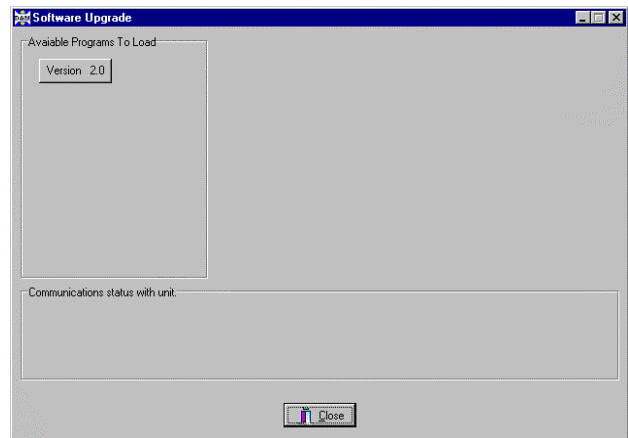 Software Upgrade
Avaiable Programs To Load
Version 2.0
Communications status with unit.
Close